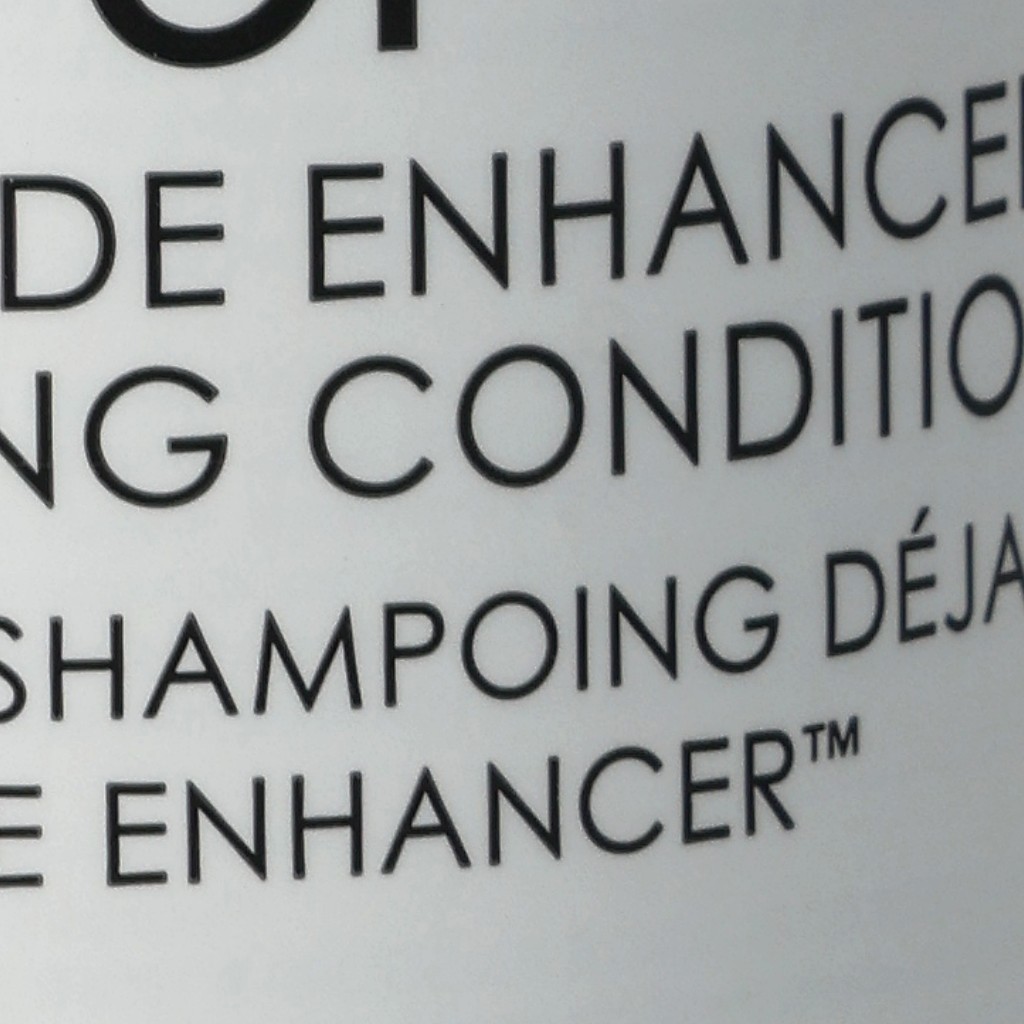 DE ENHANCE
NG CONDITIO
SHAMPOING DÉJA
E ENHANCER™